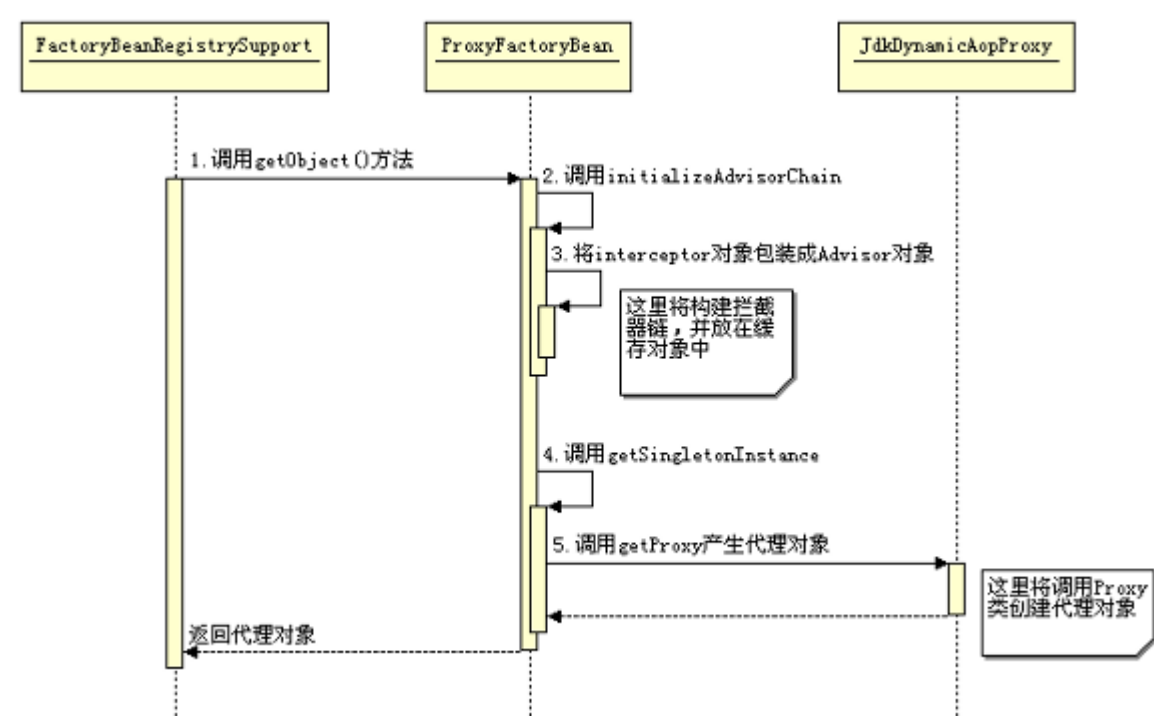 FactoryBeanRegistrySupport
ProxyFactoryBean
JdkDynamicAopProxy
1.调用getObject()方法
2.调用initializeAdvisorChain
3.将interceptor对象包装成Advisor对象
这里将构建拦截
器链，并放在缓
存对象中
4.调用getSingletonInstance
5.调用getProxy产生代理对象
这里将调用Proxy
类创建代理对象
返回代理对象